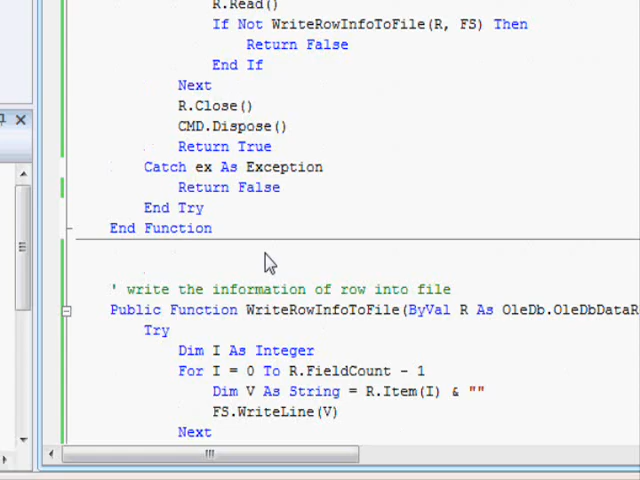 R.Read()
If Not WriteRowInfoToFile(R, FS) Then
Return False
End If
Next
R.Close()
CMD.Dispose()
Return True
Catch ex As Exception
Return False
End Try
End Function
' write the information of row into file
Public Function WriteRowInfoToFile(ByVal R As OleDb.OleDbDataR
Try
Dim I As Integer
For I = 0 To R.FieldCount - 1
Dim V As String = R.Item(I) & ""
FS.WriteLine(V)
Next